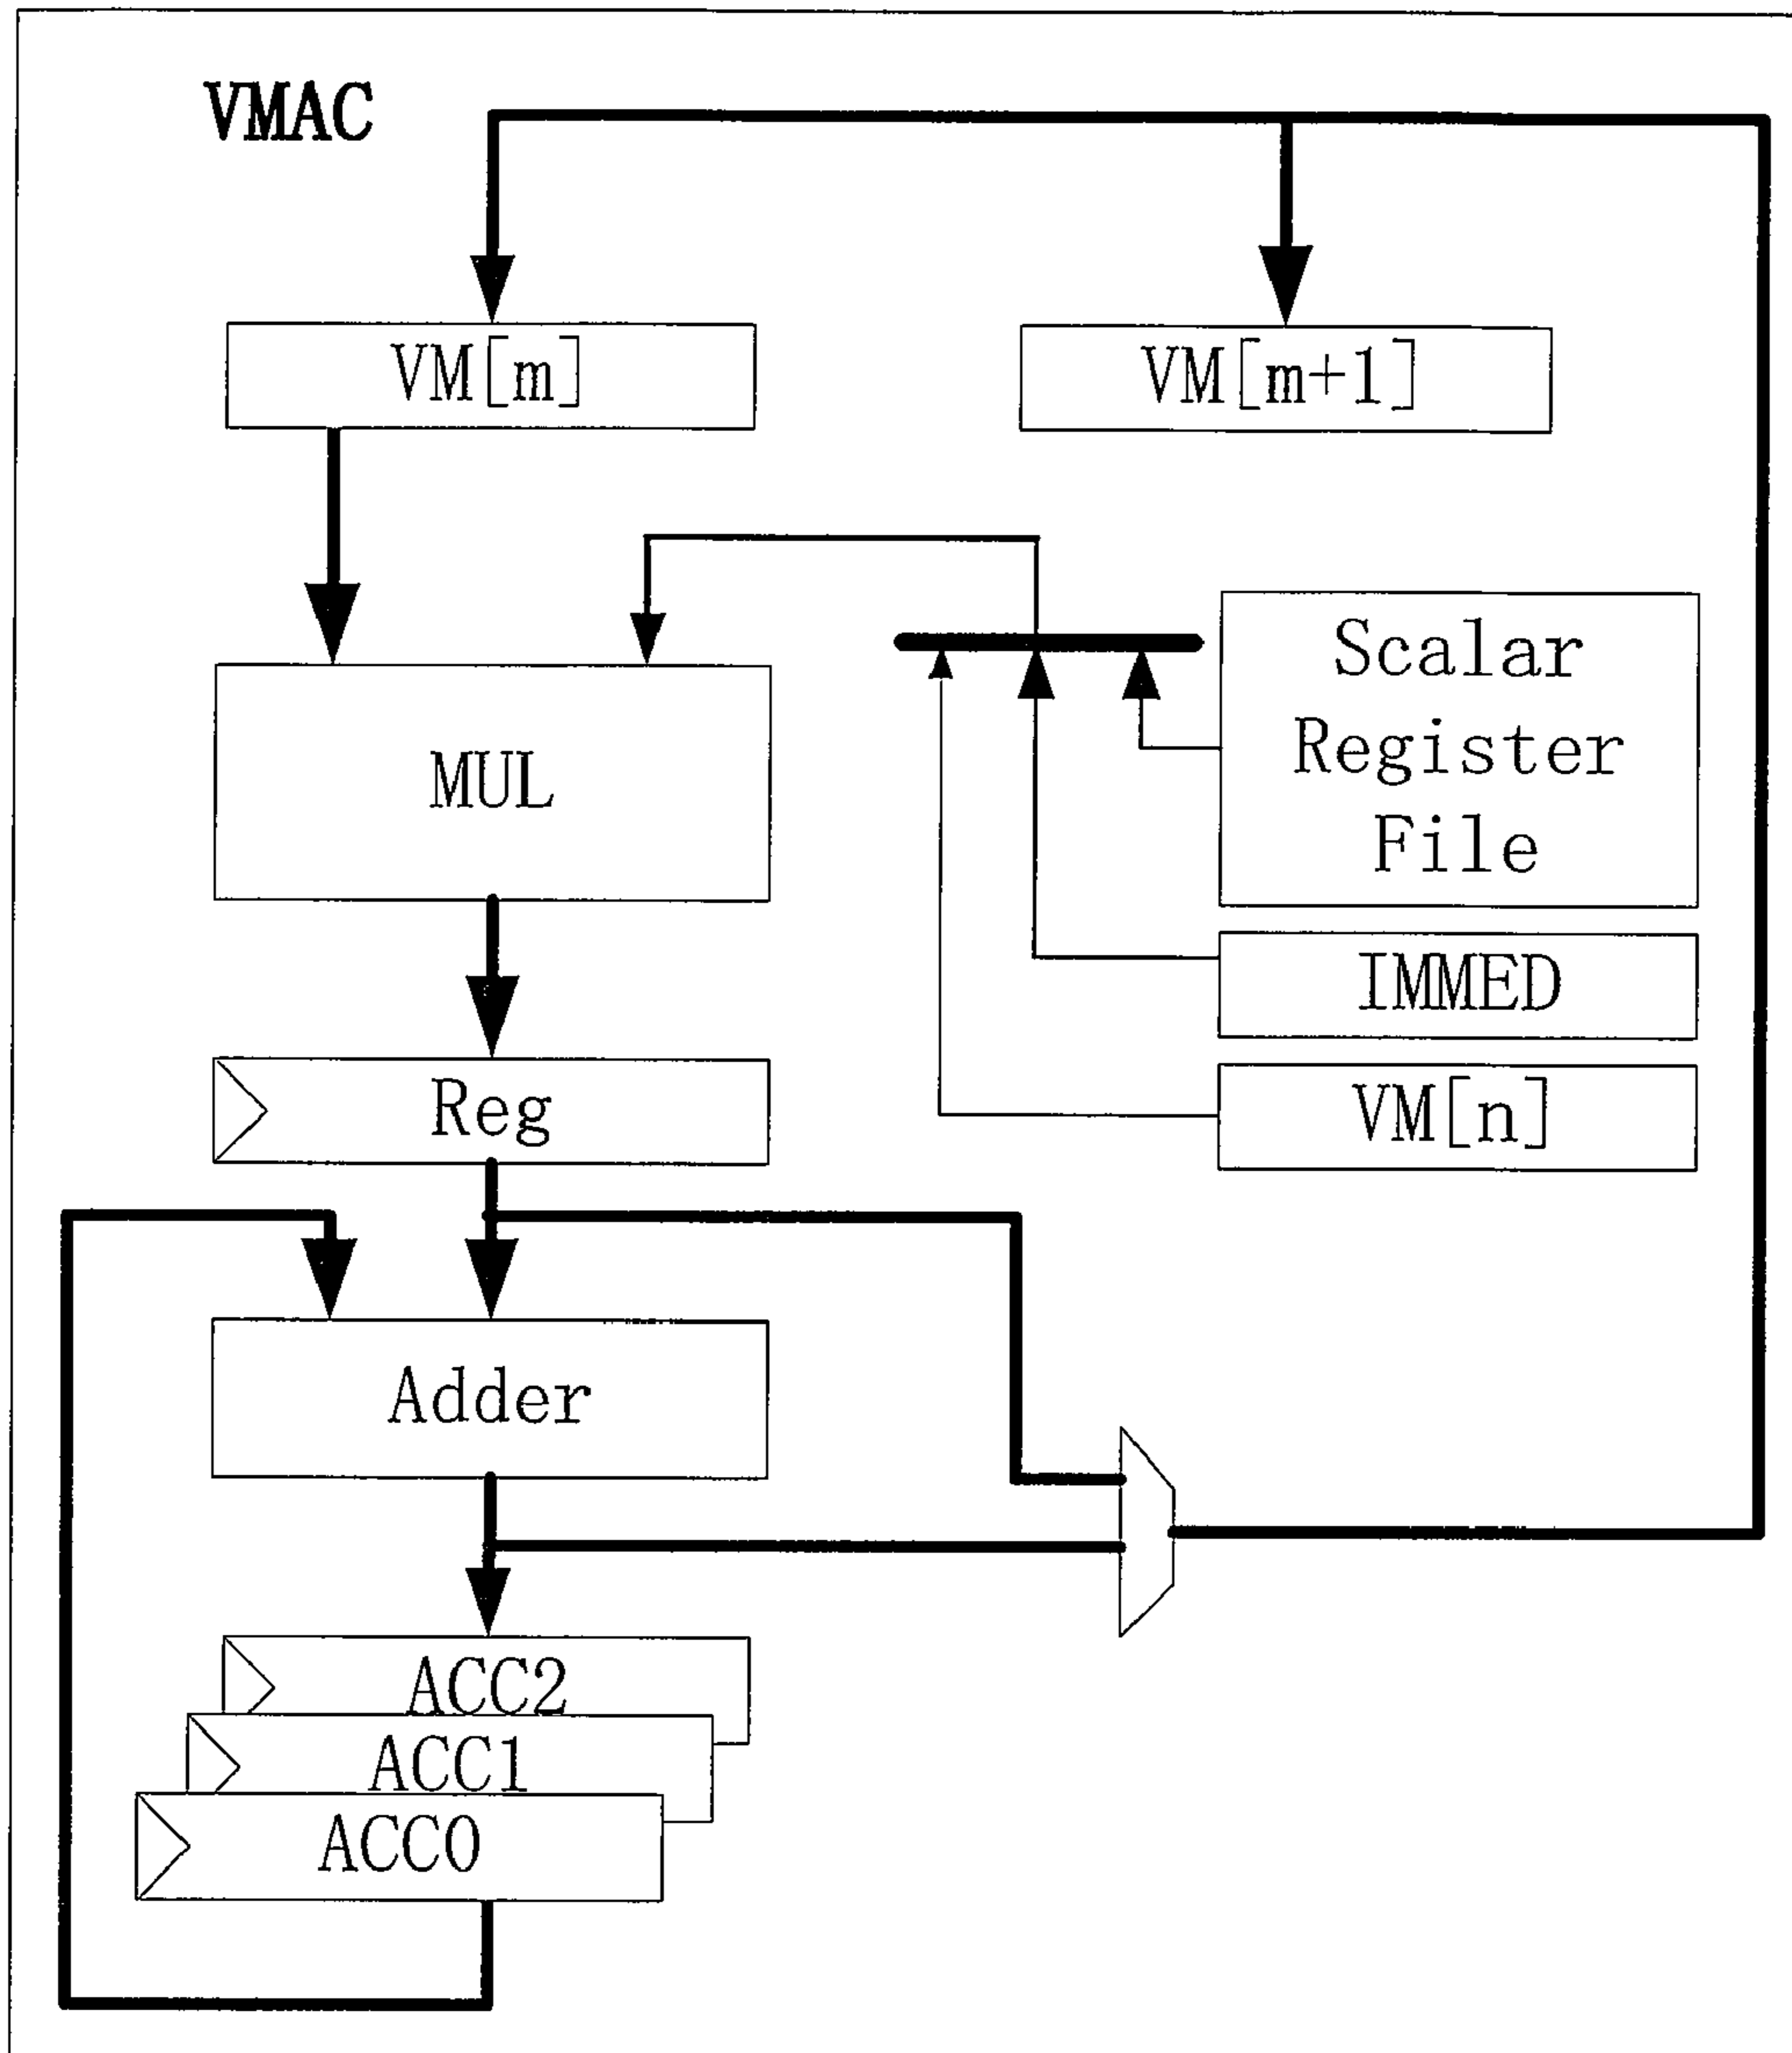 VMAC
VM[m]
VM[m+1]
MUL
Scalar
Register
File
IMMED
VM[n]
Reg
Adder
ACC2
ACC1
ACC0